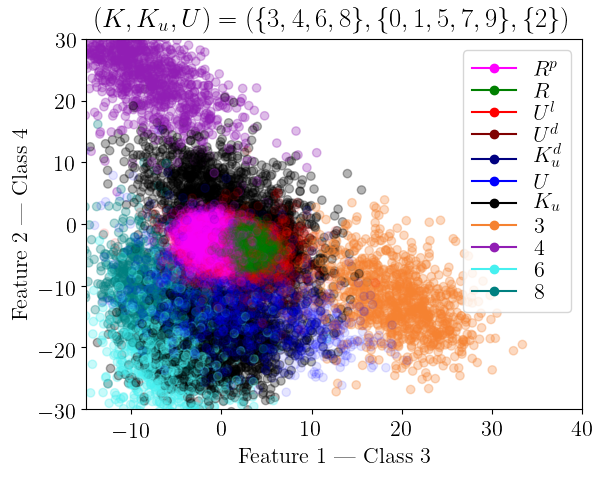 (K, K_u, U) = ({3, 4, 6, 8}, {0, 1, 5, 7, 9}, {2})
30
20
10
0
−10
−20
−30
Feature 2 — Class 4
R^p
R
U^l
U^d
K_u^d
U
K_u
3
4
6
8
−10 0 10 20 30 40
Feature 1 — Class 3